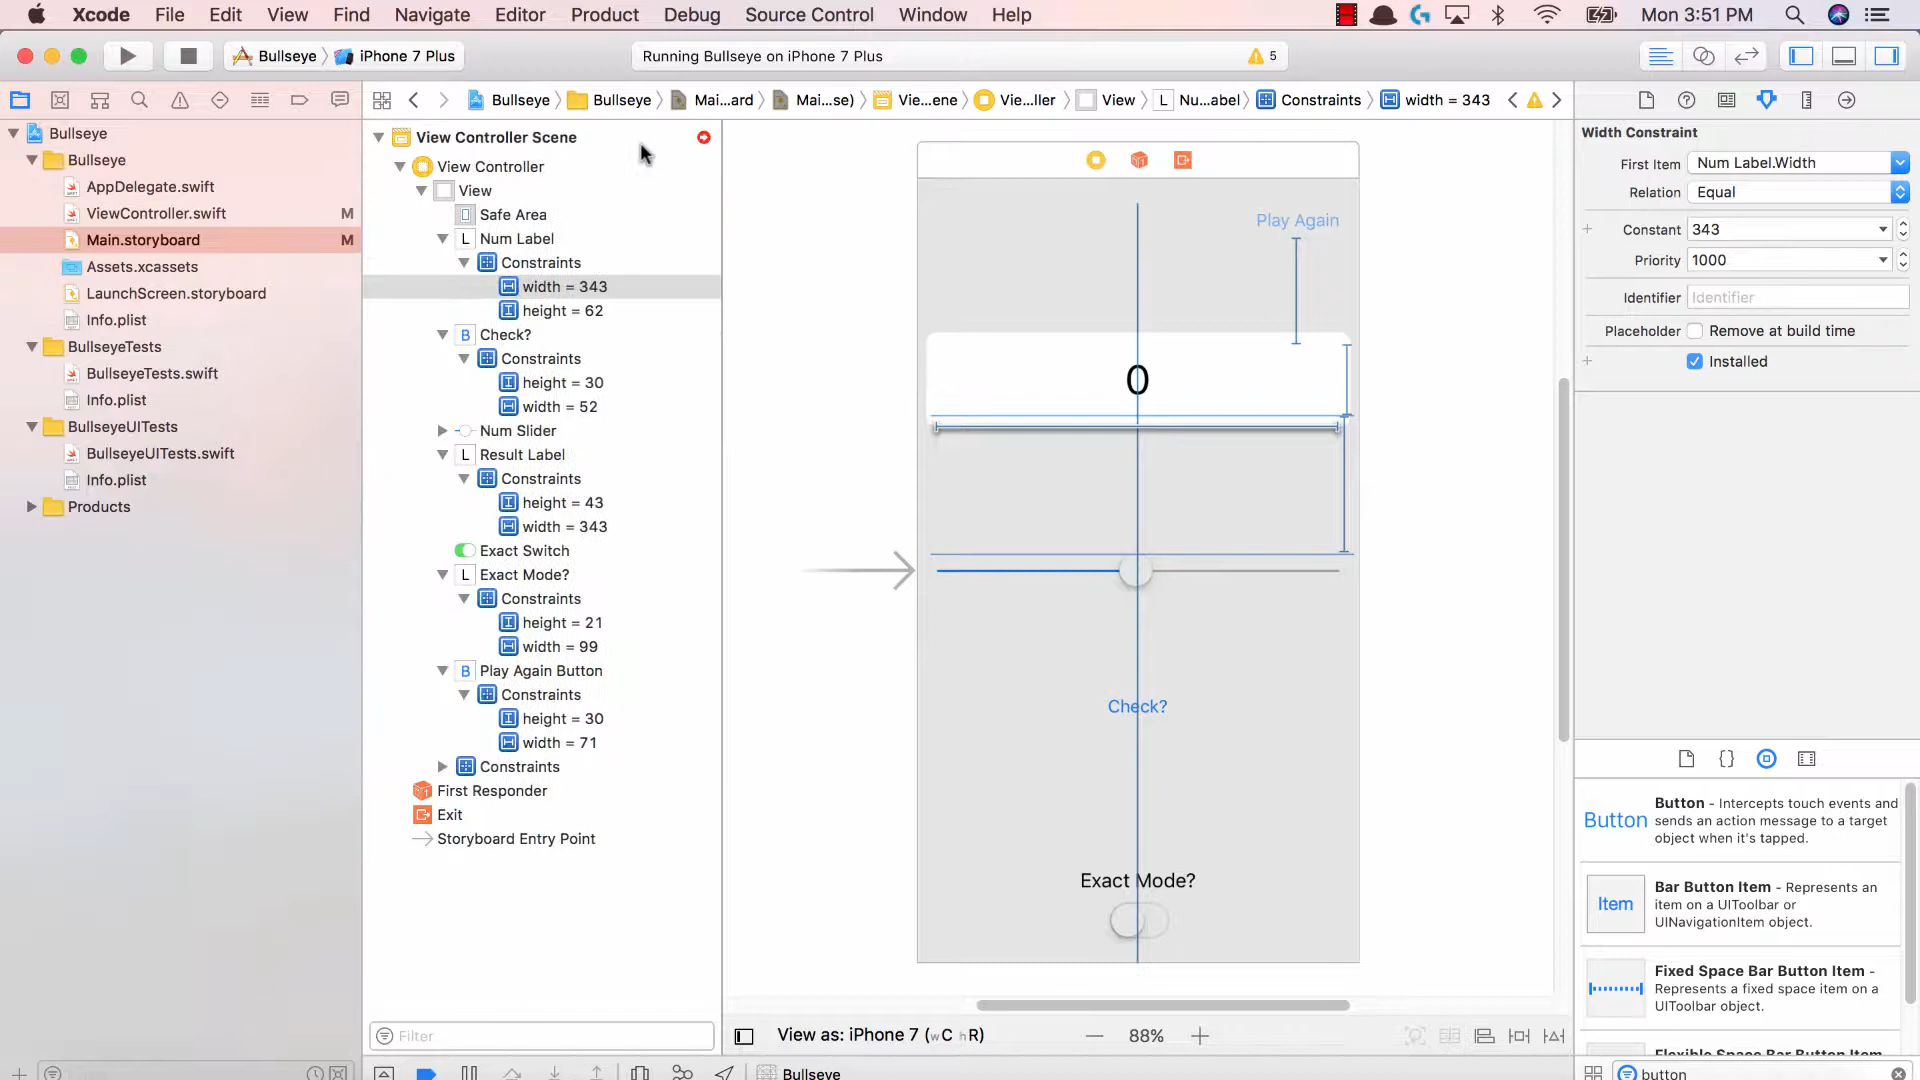 Xcode File Edit View Find Navigate Editor Product Debug Source Control Window Help Mon 3:51 PM
Bullseye iPhone 7 Plus Running Bullseye on iPhone 7 Plus 5
Bullseye Bullseye Mai...ard Mai...se) Vie...ene Vie...ller View L Nu...abel Constraints width = 343
Bullseye
Bullseye
AppDelegate.swift
ViewController.swift M
Main.storyboard M
Assets.xcassets
LaunchScreen.storyboard
Info.plist
BullseyeTests
BullseyeTests.swift
Info.plist
BullseyeUITests
BullseyeUITests.swift
Info.plist
Products
View Controller Scene
View Controller
View
Safe Area
L Num Label
Constraints
width = 343
height = 62
B Check?
Constraints
height = 30
width = 52
Num Slider
L Result Label
Constraints
height = 43
width = 343
Exact Switch
L Exact Mode?
Constraints
height = 21
width = 99
B Play Again Button
Constraints
height = 30
width = 71
Constraints
First Responder
Exit
Storyboard Entry Point
Filter
Play Again
0
Check?
Exact Mode?
View as: iPhone 7 (wC hR) 88%
Bullseye
Width Constraint
First Item Num Label.Width
Relation Equal
Constant 343
Priority 1000
Identifier Identifier
Placeholder Remove at build time
Installed
Button
Button - Intercepts touch events and
sends an action message to a target
object when it's tapped.
Item
Bar Button Item - Represents an
item on a UIToolbar or
UINavigationItem object.
Fixed Space Bar Button Item -
Represents a fixed space item on a
UIToolbar object.
Flexible Space Bar Button Item
button